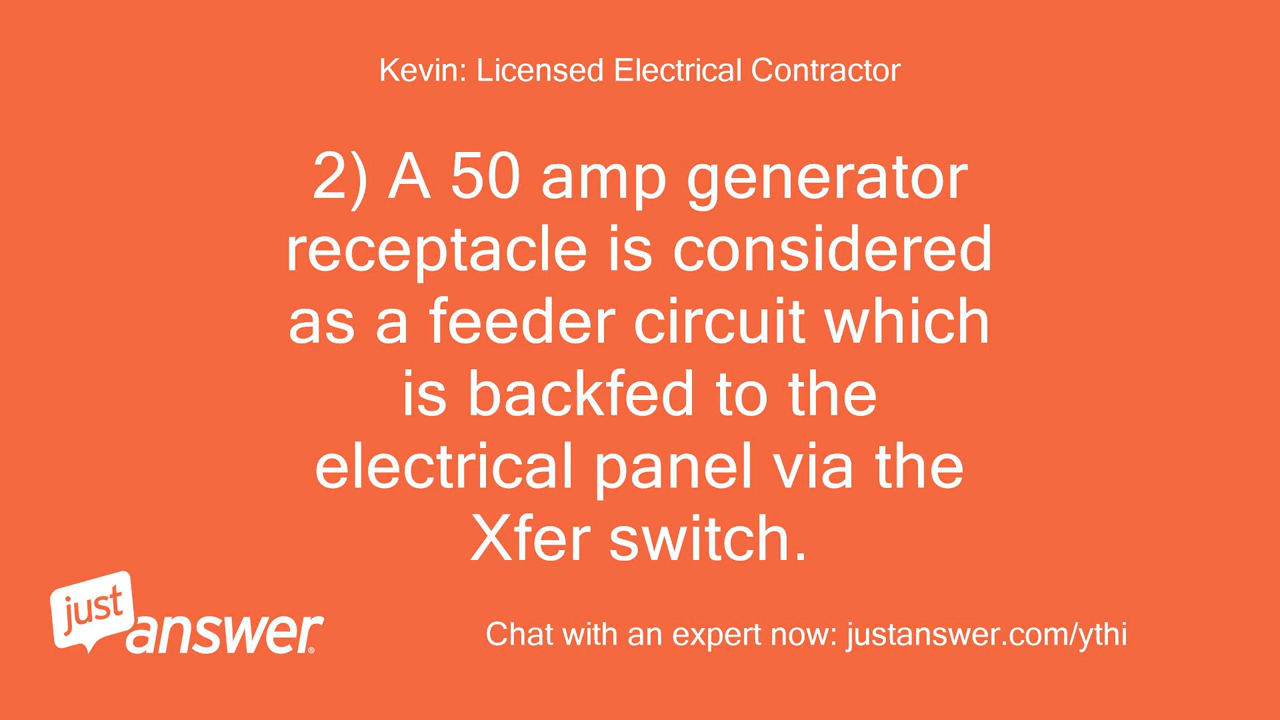 Kevin: Licensed Electrical Contractor
2) A 50 amp generator
receptacle is considered
as a feeder circuit which
is backfed to the
electrical panel via the
Xfer switch.
just
answer®
Chat with an expert now: justanswer.com/ythi